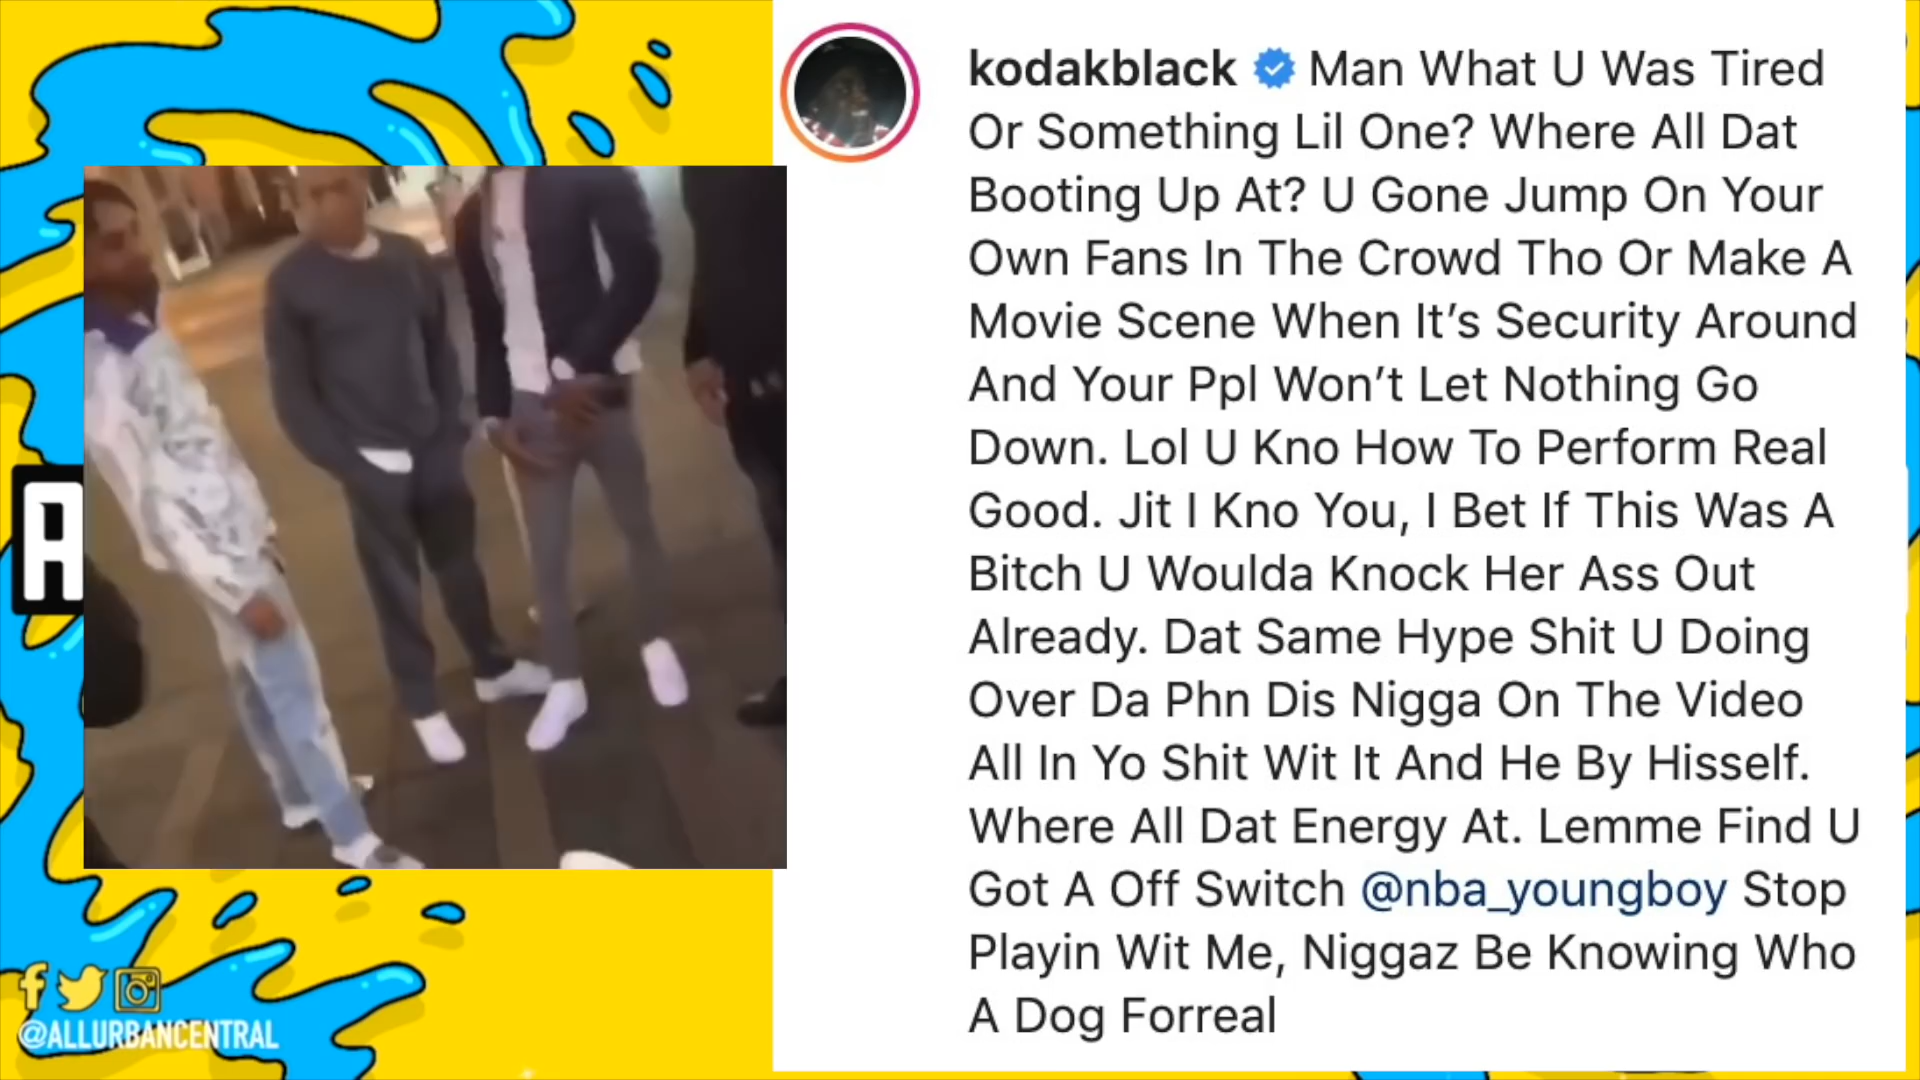 kodakblack Man What U Was Tired
Or Something Lil One? Where All Dat
Booting Up At? U Gone Jump On Your
Own Fans In The Crowd Tho Or Make A
Movie Scene When It’s Security Around
And Your Ppl Won’t Let Nothing Go
Down. Lol U Kno How To Perform Real
Good. Jit I Kno You, I Bet If This Was A
Bitch U Woulda Knock Her Ass Out
Already. Dat Same Hype Shit U Doing
Over Da Phn Dis Nigga On The Video
All In Yo Shit Wit It And He By Hisself.
Where All Dat Energy At. Lemme Find U
Got A Off Switch @nba_youngboy Stop
Playin Wit Me, Niggaz Be Knowing Who
A Dog Forreal
A
@ALLURBANCENTRAL